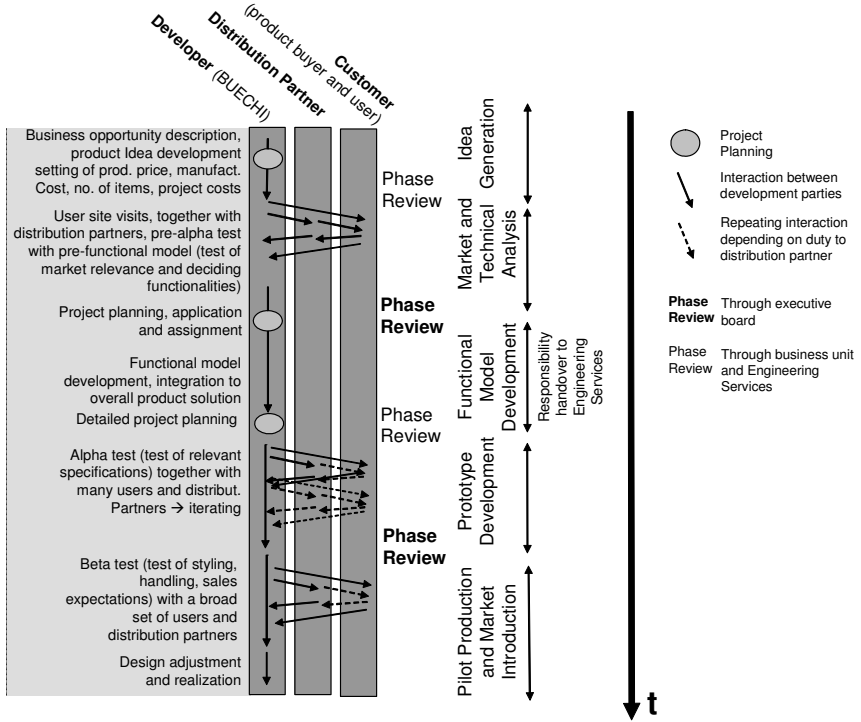 Developer (BUECHI)
Distribution Partner
Customer
(product buyer and user)
Business opportunity description,
product Idea development
setting of prod. price, manufact.
Cost, no. of items, project costs
User site visits, together with
distribution partners, pre-alpha test
with pre-functional model (test of
market relevance and deciding
functionalities)
Project planning, application
and assignment
Functional model
development, integration to
overall product solution
Detailed project planning
Alpha test (test of relevant
specifications) together with
many users and distribut.
Partners → iterating
Beta test (test of styling,
handling, sales
expectations) with a broad
set of users and
distribution partners
Design adjustment
and realization
Phase
Review
Phase
Review
Phase
Review
Phase
Review
Idea
Generation
Market and
Technical
Analysis
Functional
Model
Development
Responsibility
handover to
Engineering
Services
Prototype
Development
Pilot Production
and Market
Introduction
t
Project
Planning
Interaction between
development parties
Repeating interaction
depending on duty to
distribution partner
Phase
Review
Through executive
board
Phase
Review
Through business unit
and Engineering
Services